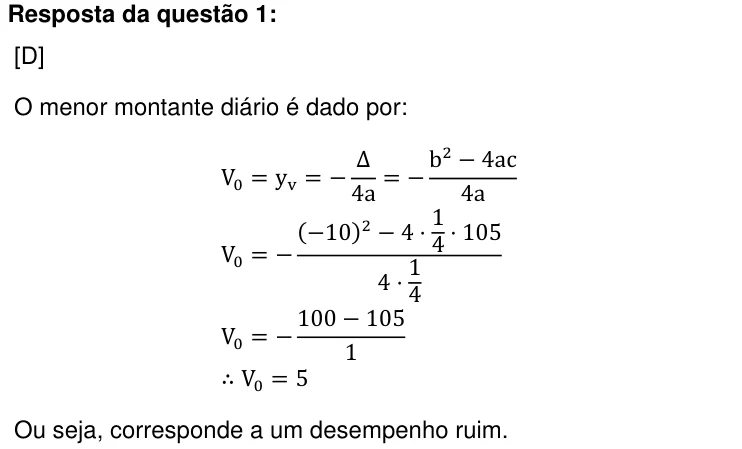 Resposta da questão 1:
[D]
O menor montante diário é dado por:
V₀ = yᵥ = −Δ/4a = −(b² − 4ac)/4a
V₀ = −((−10)² − 4 · 1/4 · 105)/(4 · 1/4)
V₀ = −(100 − 105)/1
∴ V₀ = 5
Ou seja, corresponde a um desempenho ruim.